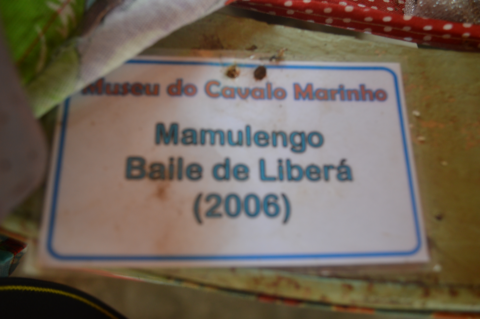 Museu do Cavalo Marinho
Mamulengo
Baile de Liberá
(2006)